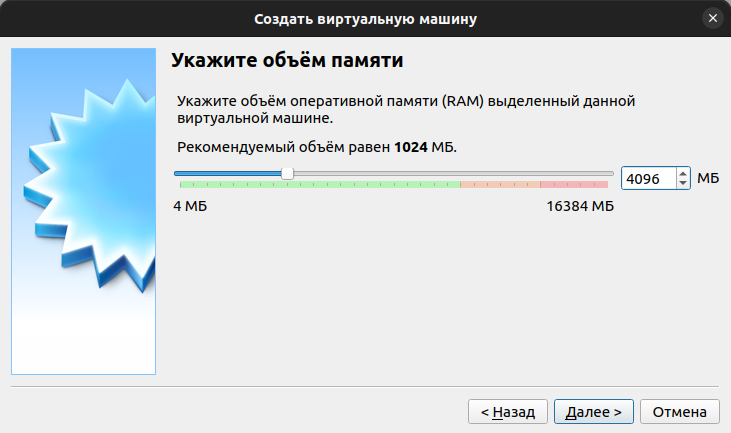 Создать виртуальную машину
Укажите объём памяти
Укажите объём оперативной памяти (RAM) выделенный данной
виртуальной машине.
Рекомендуемый объём равен 1024 МБ.
4096 МБ
4 МБ 16384 МБ
< Назад Далее > Отмена